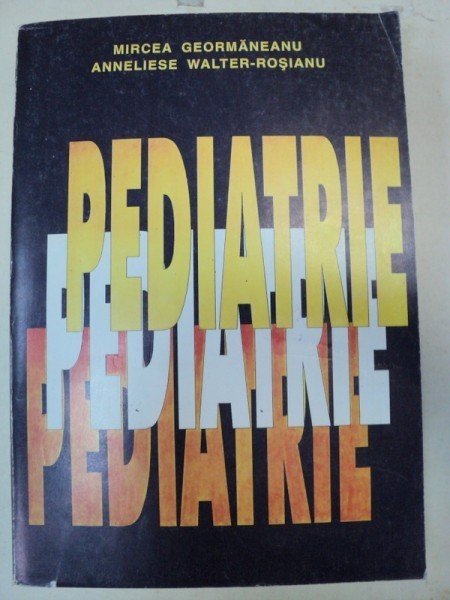 MIRCEA GEORMĂNEANU
ANNELIESE WALTER-ROȘIANU
PEDIATRIE
PEDIATRIE
PEDIATRIE